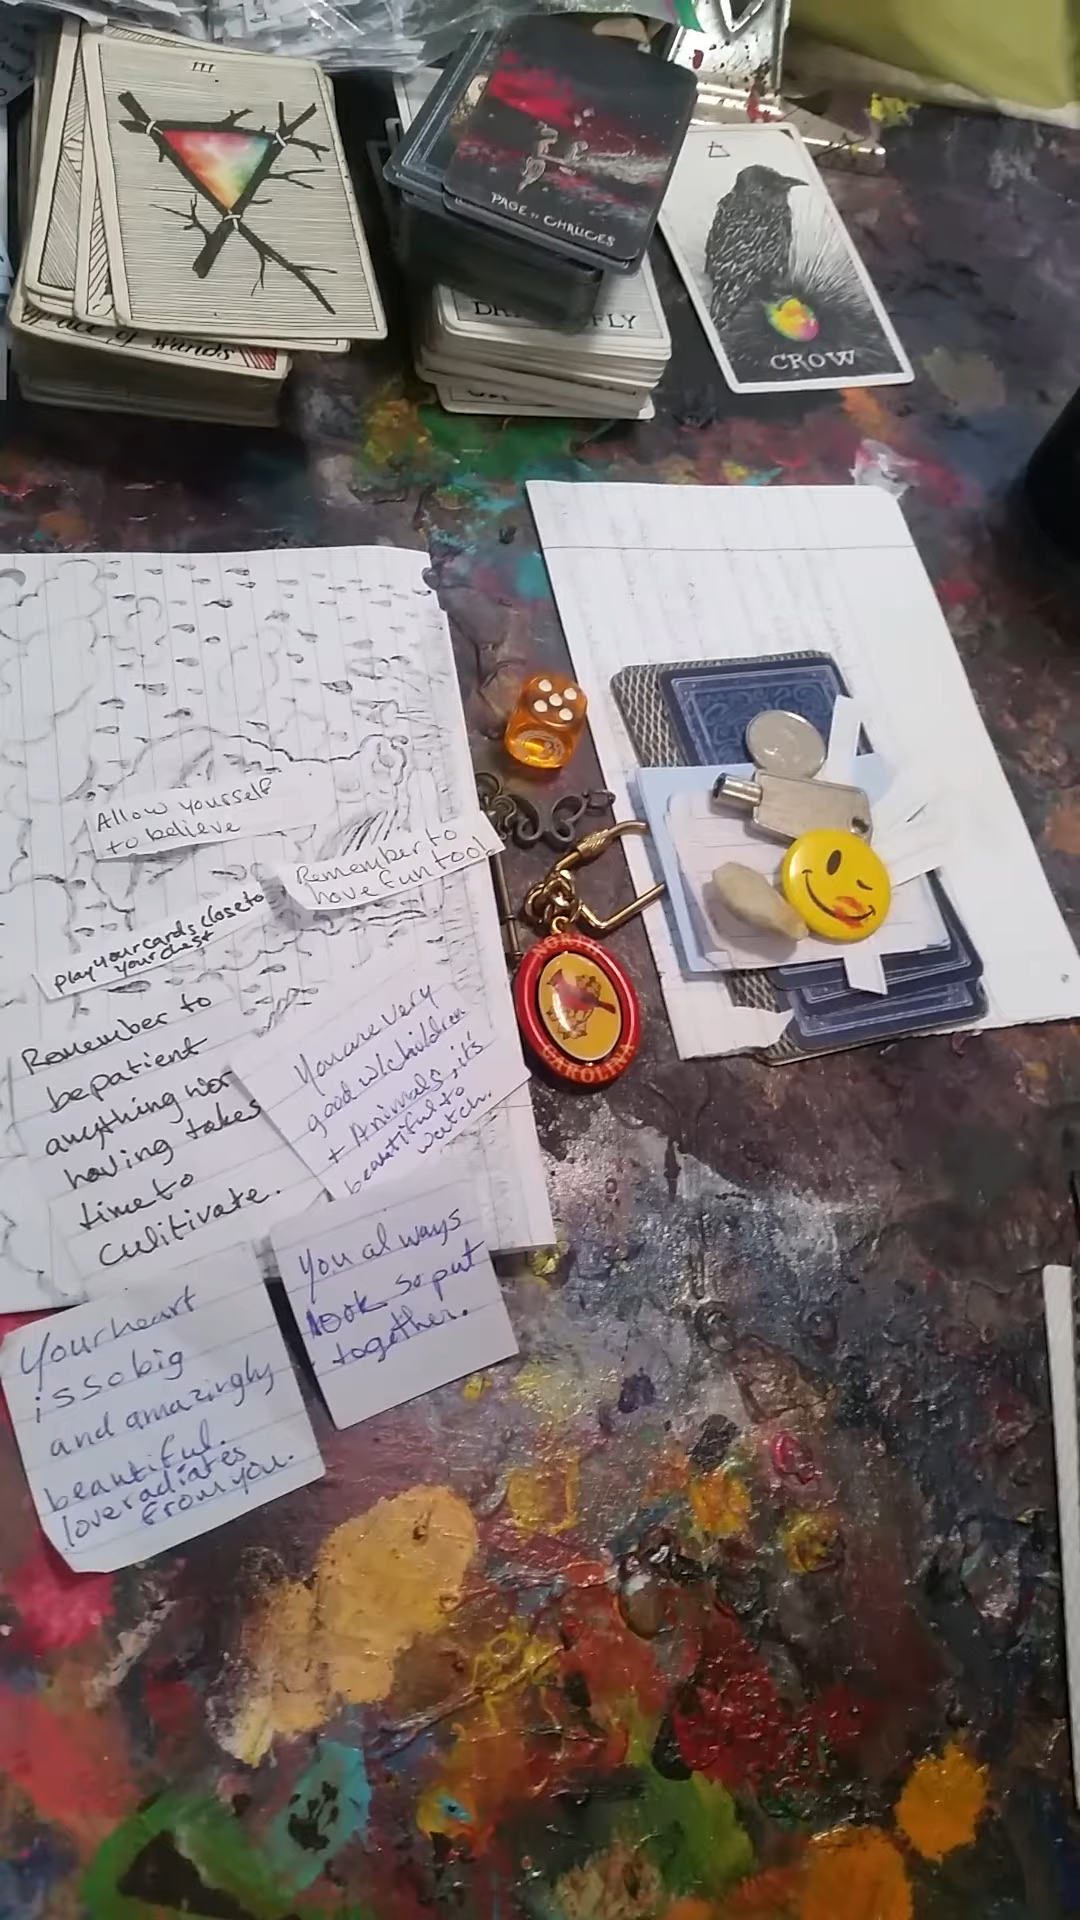 III
PAGE OF CHALICES
FLY
CROW
Ace of Wands
Allow yourself
to believe
Remember to
have fun too!
play your cards close to
your chest
Remember to
be patient
anything wor
having takes
time to
culitivate.
You are very
good w/ children
+ Animals, it's
beautiful to
watch.
You always
look so put
together.
Your heart
is so big
and amazingly
beautiful.
love radiates
from you.
NORTH
CAROLINA